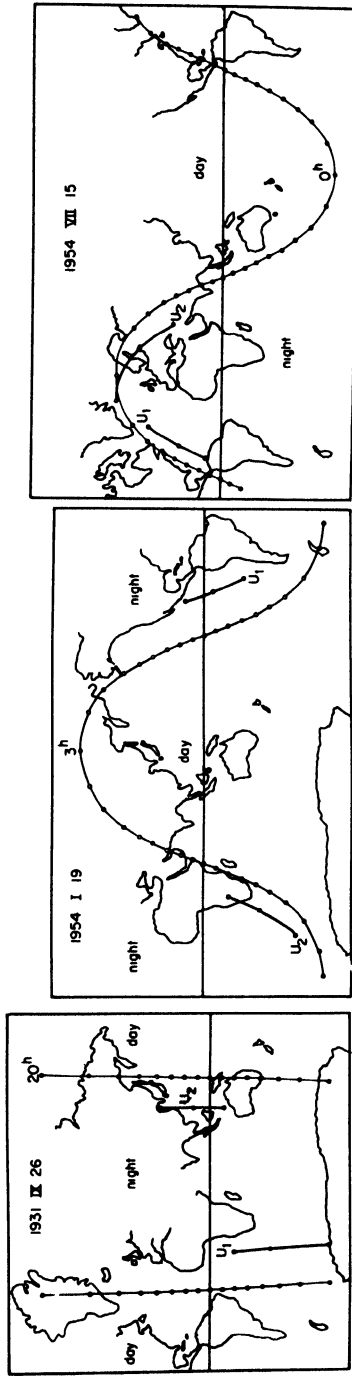 1931 IX 26
day
night
day
20ʰ
U₁
U₂
1954 I 19
night
day
night
3ʰ
U₂
U₁
1954 VII 15
day
night
0ʰ
U₁
U₂